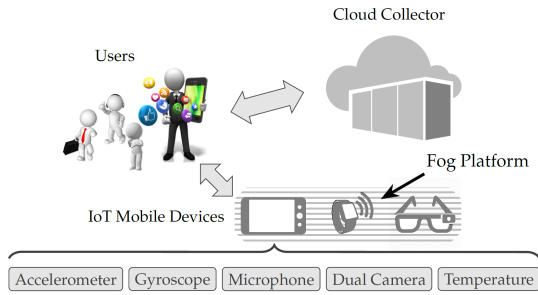 Cloud Collector
Users
Fog Platform
IoT Mobile Devices
Accelerometer
Gyroscope
Microphone
Dual Camera
Temperature